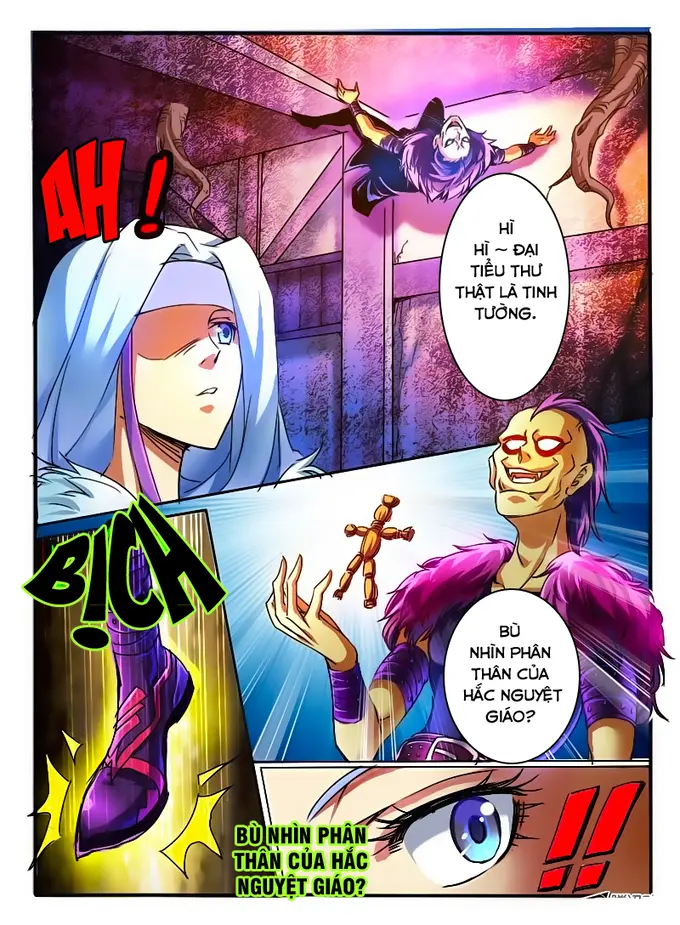 AH!
HÌ
HÌ ~ ĐẠI
TIỂU THƯ
THẬT LÀ TINH
TƯỜNG.
BỊCH
BÙ
NHÌN PHÂN
THÂN CỦA
HẮC NGUYỆT
GIÁO?
!!
BÙ NHÌN PHÂN
THÂN CỦA HẮC
NGUYỆT GIÁO?